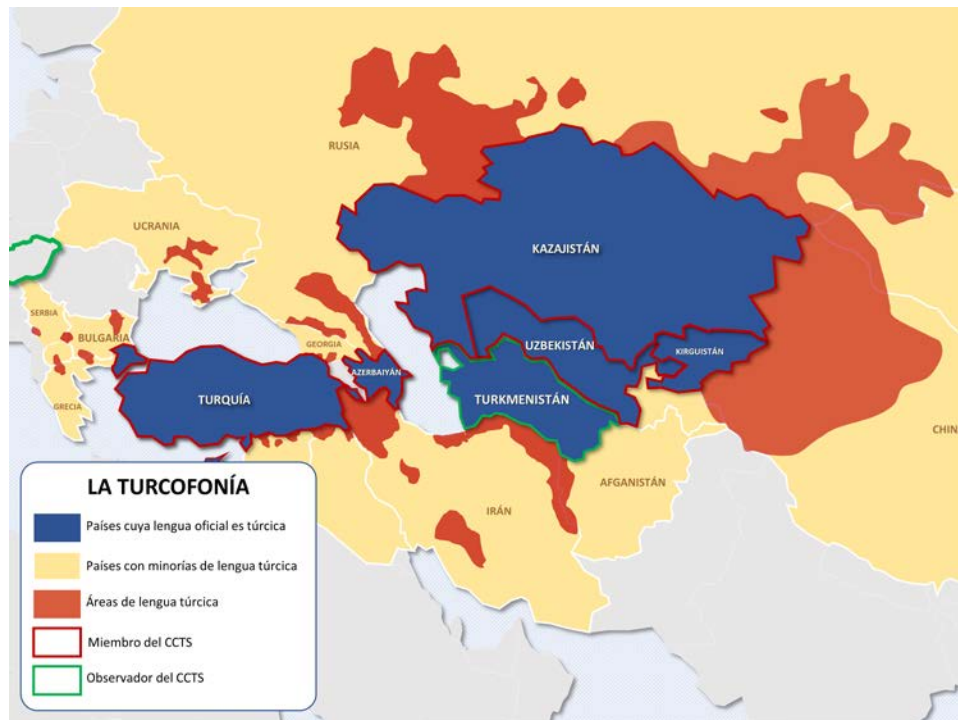 RUSIA
UCRANIA
KAZAJISTÁN
SERBIA
BULGARIA
GEORGIA
UZBEKISTÁN
KIRGUISTÁN
AZERBAIYÁN
TURQUÍA
TURKMENISTÁN
GRECIA
CHIN
AFGANISTÁN
IRÁN
LA TURCOFONÍA
Países cuya lengua oficial es túrcica
Países con minorías de lengua túrcica
Áreas de lengua túrcica
Miembro del CCTS
Observador del CCTS